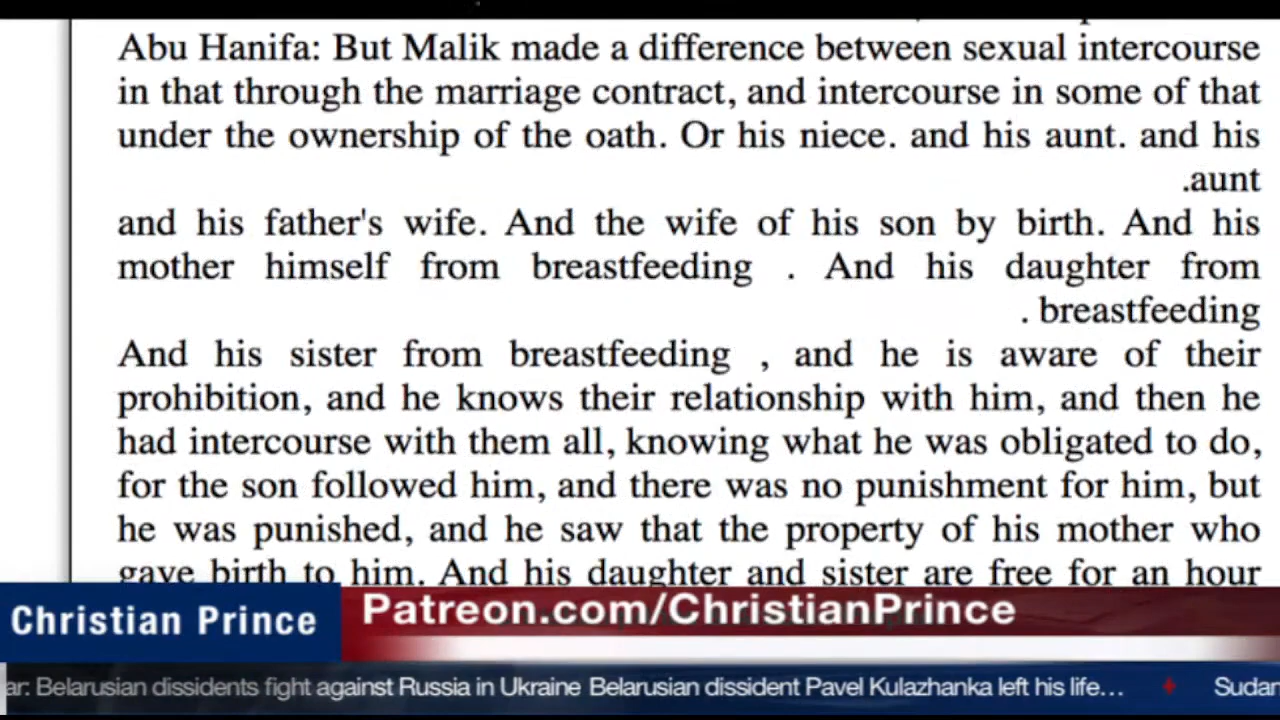 Abu Hanifa: But Malik made a difference between sexual intercourse
in that through the marriage contract, and intercourse in some of that
under the ownership of the oath. Or his niece. and his aunt. and his
.aunt
and his father's wife. And the wife of his son by birth. And his
mother himself from breastfeeding . And his daughter from
. breastfeeding
And his sister from breastfeeding , and he is aware of their
prohibition, and he knows their relationship with him, and then he
had intercourse with them all, knowing what he was obligated to do,
for the son followed him, and there was no punishment for him, but
he was punished, and he saw that the property of his mother who
gave birth to him. And his daughter and sister are free for an hour
Christian Prince
Patreon.com/ChristianPrince
ar: Belarusian dissidents fight against Russia in Ukraine Belarusian dissident Pavel Kulazhanka left his life... Sudan